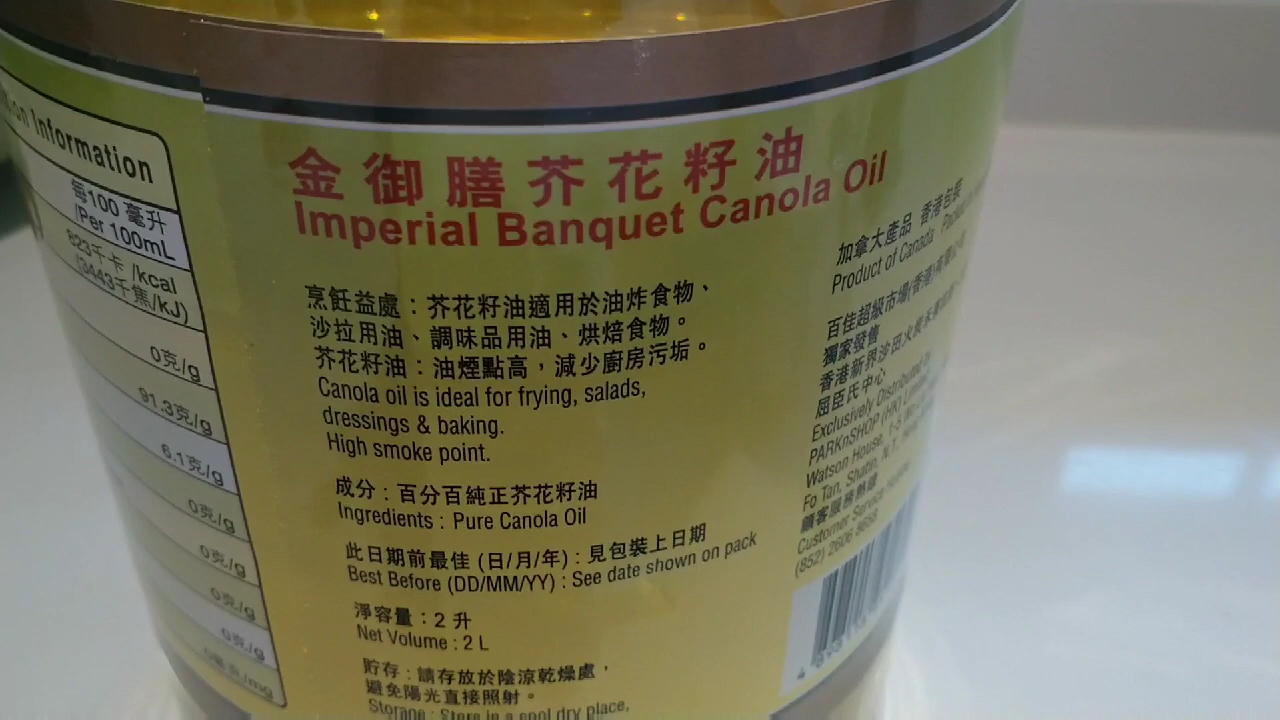 Information
每100 毫升
/Per 100mL
823千卡 /kcal
(3443千焦/kJ)
0克/g
91.3克/g
6.1克/g
0克/g
0克/g
0克/g
0克/g
/mg
金御膳芥花籽油
Imperial Banquet Canola Oil
烹飪益處：芥花籽油適用於油炸食物、
沙拉用油、調味品用油、烘焙食物。
芥花籽油：油煙點高，減少廚房污垢。
Canola oil is ideal for frying, salads,
dressings & baking.
High smoke point.
成分：百分百純正芥花籽油
Ingredients : Pure Canola Oil
此日期前最佳 (日/月/年) : 見包裝上日期
Best Before (DD/MM/YY) : See date shown on pack
淨容量：2 升
Net Volume : 2 L
貯存：請存放於陰涼乾燥處，
避免陽光直接照射。
Storage : Store in a cool dry place,
加拿大產品 香港包裝
Product of Canada
百佳超級市場(香港)有限公司
獨家發售
香港新界沙田火炭
屈臣氏中心
Exclusively Distributed by
PARKnSHOP (HK) Limited
Watson House, 1-5 Wo
Fo Tan, Shatin, N.T.
顧客服務熱線
Customer Service Hotline
(852) 2606 8658